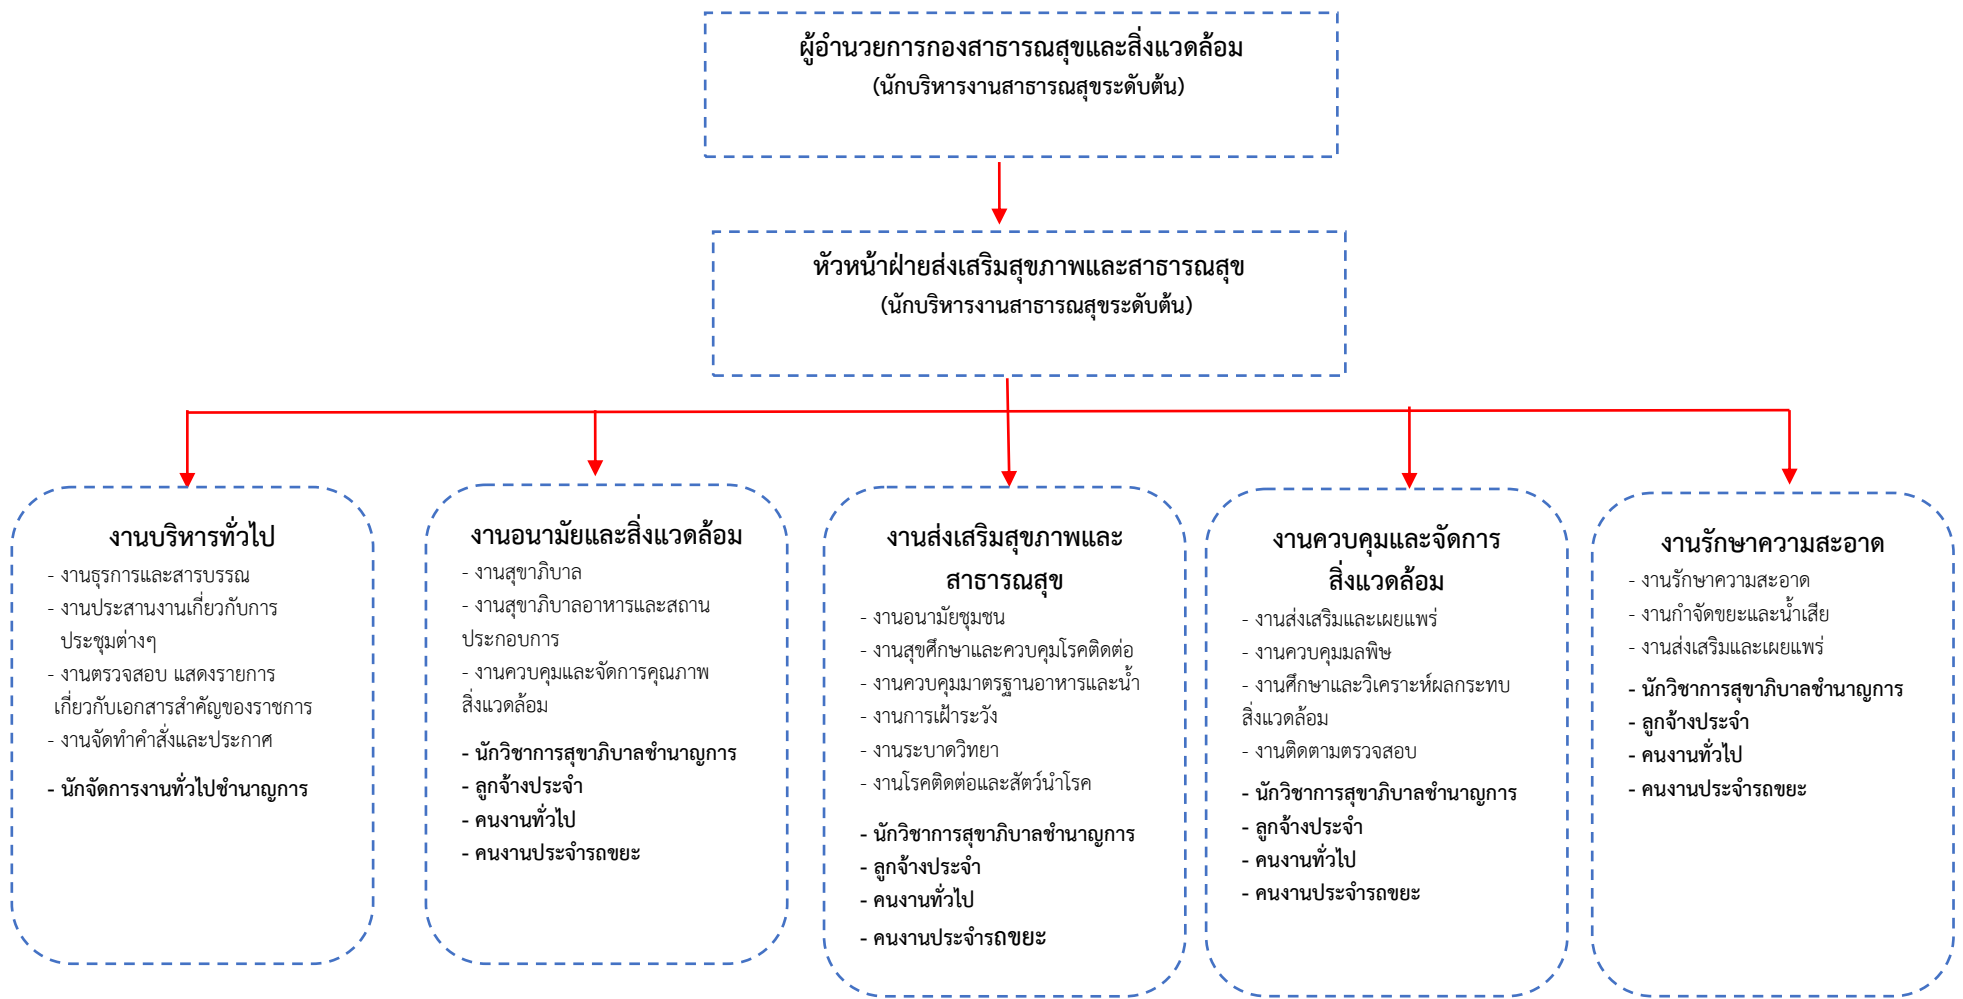 ผู้อำนวยการกองสาธารณสุขและสิ่งแวดล้อม
(นักบริหารงานสาธารณสุขระดับต้น)
หัวหน้าฝ่ายส่งเสริมสุขภาพและสาธารณสุข
(นักบริหารงานสาธารณสุขระดับต้น)
งานบริหารทั่วไป
- งานธุรการและสารบรรณ
- งานประสานงานเกี่ยวกับการ
ประชุมต่างๆ
- งานตรวจสอบ แสดงรายการ
เกี่ยวกับเอกสารสำคัญของราชการ
- งานจัดทำคำสั่งและประกาศ
- นักจัดการงานทั่วไปชำนาญการ
งานอนามัยและสิ่งแวดล้อม
- งานสุขาภิบาล
- งานสุขาภิบาลอาหารและสถาน
ประกอบการ
- งานควบคุมและจัดการคุณภาพ
สิ่งแวดล้อม
- นักวิชาการสุขาภิบาลชำนาญการ
- ลูกจ้างประจำ
- คนงานทั่วไป
- คนงานประจำรถขยะ
งานส่งเสริมสุขภาพและ
สาธารณสุข
- งานอนามัยชุมชน
- งานสุขศึกษาและควบคุมโรคติดต่อ
- งานควบคุมมาตรฐานอาหารและน้ำ
- งานการเฝ้าระวัง
- งานระบาดวิทยา
- งานโรคติดต่อและสัตว์นำโรค
- นักวิชาการสุขาภิบาลชำนาญการ
- ลูกจ้างประจำ
- คนงานทั่วไป
- คนงานประจำรถขยะ
งานควบคุมและจัดการ
สิ่งแวดล้อม
- งานส่งเสริมและเผยแพร่
- งานควบคุมมลพิษ
- งานศึกษาและวิเคราะห์ผลกระทบ
สิ่งแวดล้อม
- งานติดตามตรวจสอบ
- นักวิชาการสุขาภิบาลชำนาญการ
- ลูกจ้างประจำ
- คนงานทั่วไป
- คนงานประจำรถขยะ
งานรักษาความสะอาด
- งานรักษาความสะอาด
- งานกำจัดขยะและน้ำเสีย
- งานส่งเสริมและเผยแพร่
- นักวิชาการสุขาภิบาลชำนาญการ
- ลูกจ้างประจำ
- คนงานทั่วไป
- คนงานประจำรถขยะ